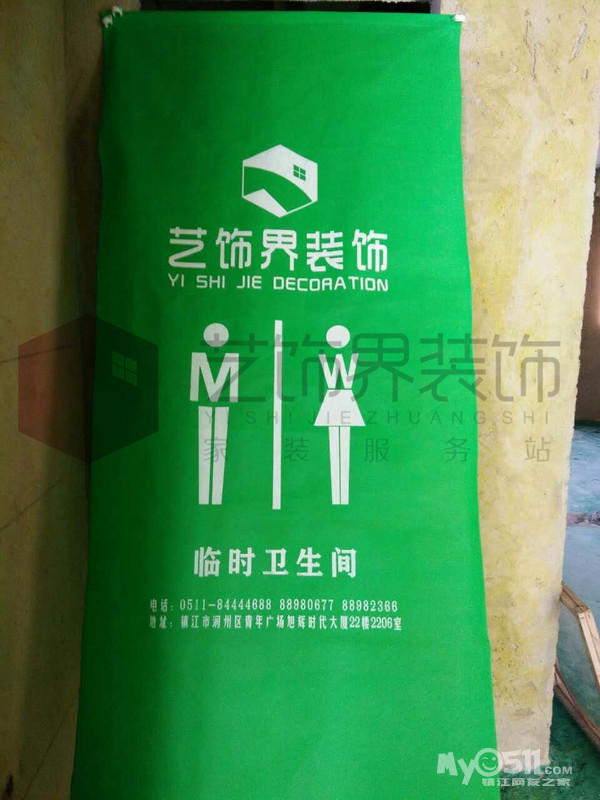 艺饰界装饰
YI SHI JIE DECORATION
M W
艺饰界装饰
YI SHI JIE ZHUANG SHI
家装服务站
临时卫生间
电话：0511-84444688 88980677 88982366
地址：镇江市润州区青年广场旭辉时代大厦22楼2206室
My0511.COM
镇江网友之家